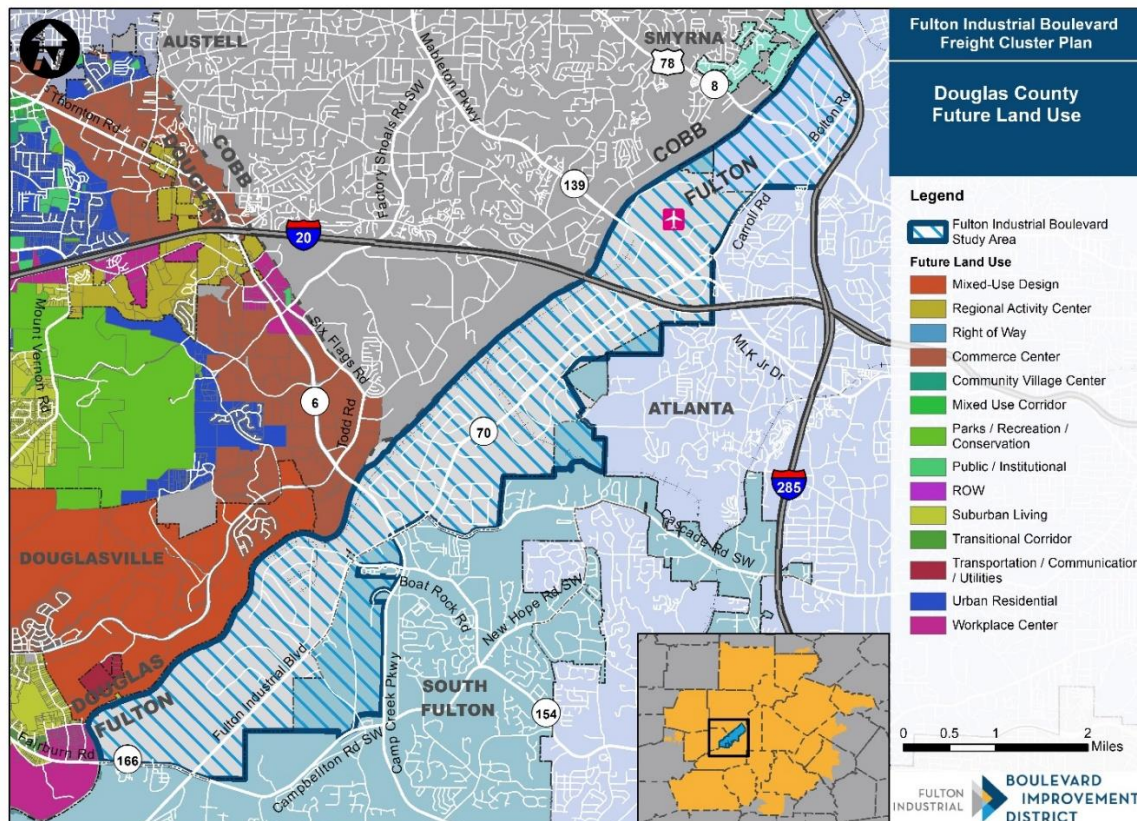 Fulton Industrial Boulevard
Freight Cluster Plan
Douglas County
Future Land Use
Legend
Fulton Industrial Boulevard
Study Area
Future Land Use
Mixed-Use Design
Regional Activity Center
Right of Way
Commerce Center
Community Village Center
Mixed Use Corridor
Parks / Recreation /
Conservation
Public / Institutional
ROW
Suburban Living
Transitional Corridor
Transportation / Communication
/ Utilities
Urban Residential
Workplace Center
0 0.5 1 2
Miles
FULTON
INDUSTRIAL
BOULEVARD
IMPROVEMENT
DISTRICT
N
AUSTELL
SMYRNA
78
8
Mableton Pkwy
Factory Shoals Rd SW
Thornton Rd
COBB
DOUGLAS
COBB
FULTON
Bolton Rd
139
Carroll Rd
20
Mount Vernon Rd
Six Flags Rd
6
Todd Rd
MLK Jr Dr
ATLANTA
70
285
Cascade Rd SW
DOUGLASVILLE
Boat Rock Rd
New Hope Rd SW
Fulton Industrial Blvd
DOUGLAS
FULTON
SOUTH
FULTON
Camp Creek Pkwy
154
Fairburn Rd
166
Campbellton Rd SW